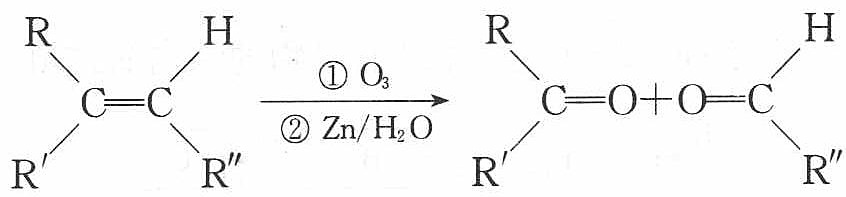 R H R H
① O₃
C=C C=O+O=C
② Zn/H₂O
R′ R″ R′ R″